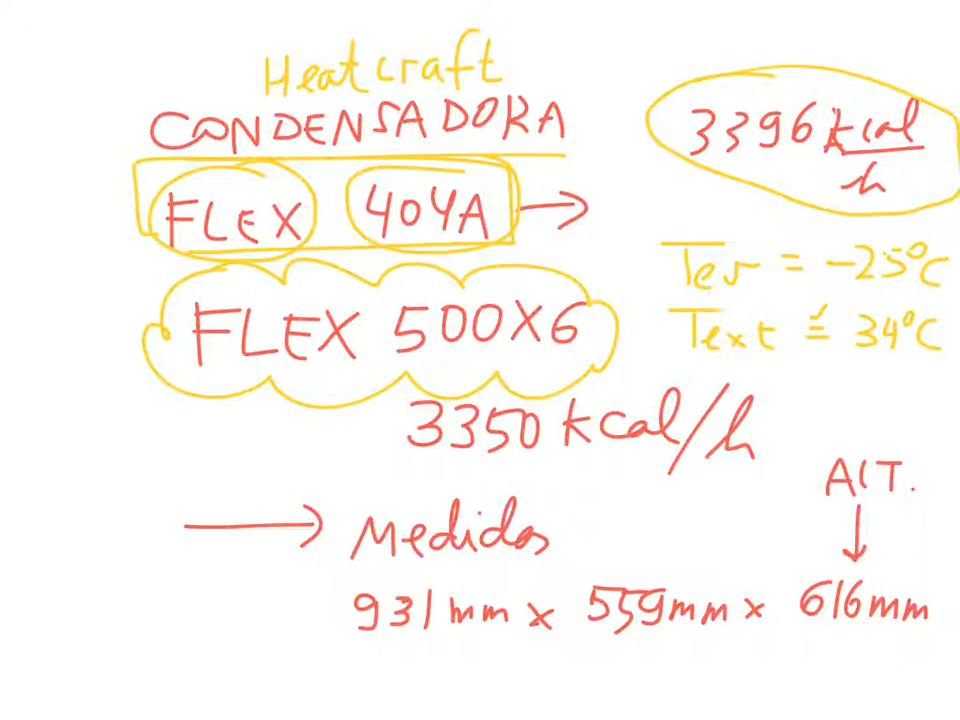 Heatcraft
CONDENSADORA
3396 kcal/h
FLEX 404A
Tev = -25°C
FLEX 500X6
Text = 34°C
3350 kcal/h
ALT.
Medidas
931mm x 559mm x 616mm